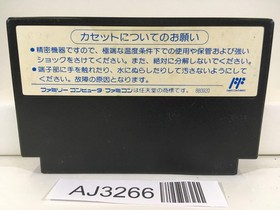 カセットについてのお願い
●精密機器ですので、極端な温度条件下での使用や保管および強い
ショックをさけてください。また、絶対に分解しないでください。
●端子部に手を触れたり、水にぬらしたりして汚さないようにして
ください。故障の原因となります。
ファミリーコンピュータ・ファミコンは任天堂の商標です。
AJ3266